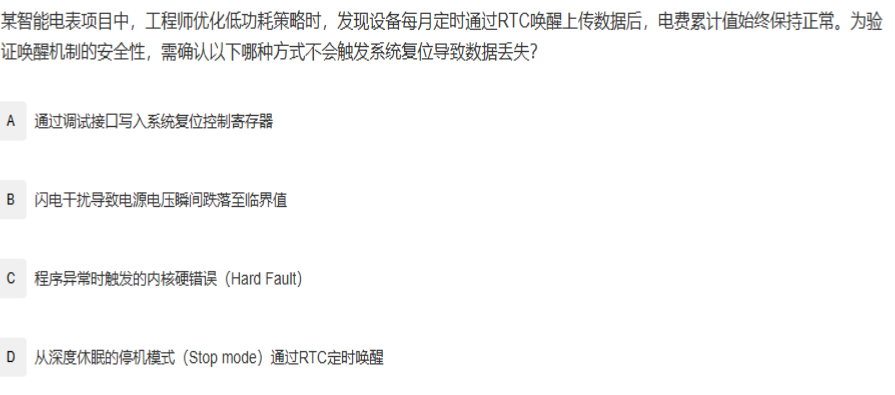 某智能电表项目中，工程师优化低功耗策略时，发现设备每月定时通过RTC唤醒上传数据后，电费累计值始终保持正常。为验
证唤醒机制的安全性，需确认以下哪种方式不会触发系统复位导致数据丢失?
A 通过调试接口写入系统复位控制寄存器
B 闪电干扰导致电源电压瞬间跌落至临界值
C 程序异常时触发的内核硬错误（Hard Fault）
D 从深度休眠的停机模式（Stop mode）通过RTC定时唤醒